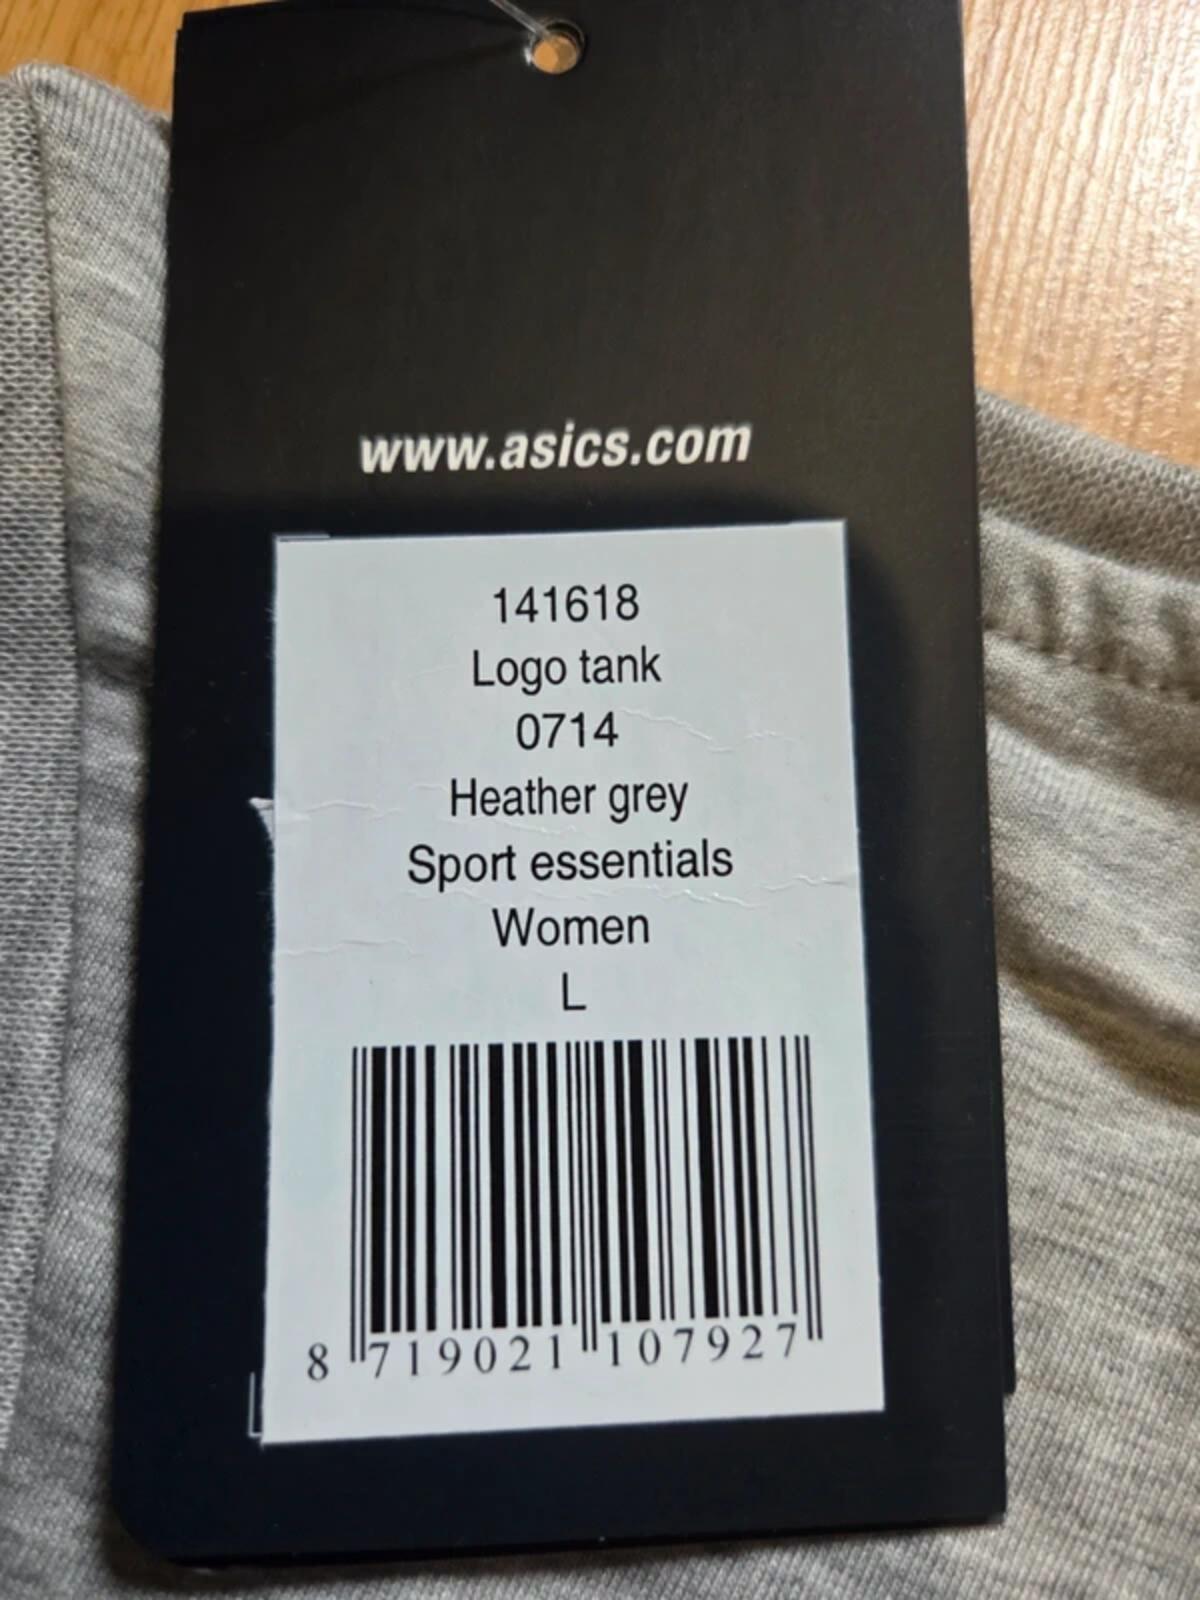 www.asics.com
141618
Logo tank
0714
Heather grey
Sport essentials
Women
L
8 719021 107927